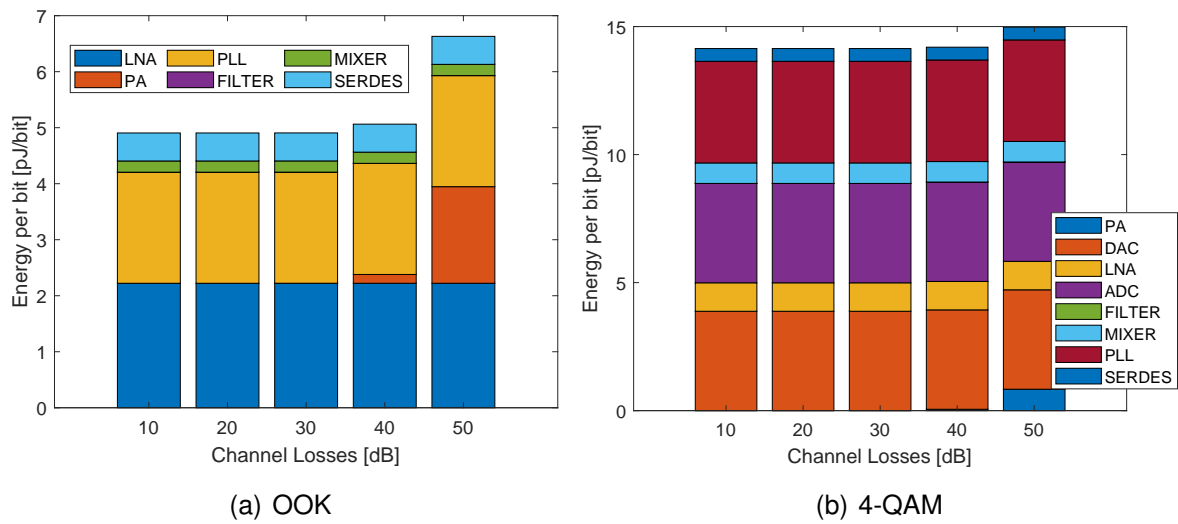 7
6
5
4
3
2
1
0
Energy per bit [pJ/bit]
LNA PLL MIXER
PA FILTER SERDES
10 20 30 40 50
Channel Losses [dB]
(a) OOK
15
10
5
0
Energy per bit [pJ/bit]
PA
DAC
LNA
ADC
FILTER
MIXER
PLL
SERDES
10 20 30 40 50
Channel Losses [dB]
(b) 4-QAM